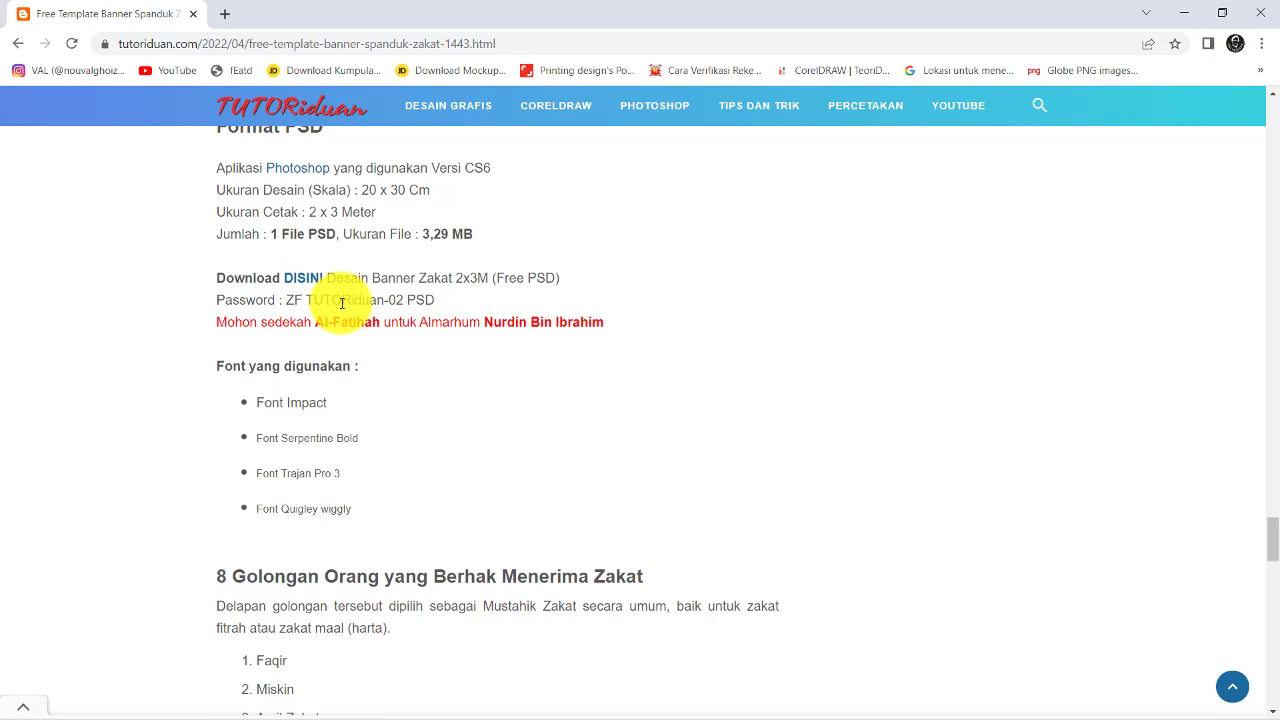 Free Template Banner Spanduk Z
tutoriduan.com/2022/04/free-template-banner-spanduk-zakat-1443.html
VAL (@nouvalghoiz...
YouTube
fEatd
Download Kumpula...
Download Mockup...
Printing design's Po...
Cara Verifikasi Reke...
CorelDRAW | TeoriD...
Lokasi untuk mene...
png
Globe PNG images...
»
TUTORiduan
DESAIN GRAFIS
CORELDRAW
PHOTOSHOP
TIPS DAN TRIK
PERCETAKAN
YOUTUBE
Format PSD
Aplikasi Photoshop yang digunakan Versi CS6
Ukuran Desain (Skala) : 20 x 30 Cm
Ukuran Cetak : 2 x 3 Meter
Jumlah : 1 File PSD, Ukuran File : 3,29 MB
Download DISINI Desain Banner Zakat 2x3M (Free PSD)
Password : ZF TUTORiduan-02 PSD
Mohon sedekah Al-Fatihah untuk Almarhum Nurdin Bin Ibrahim
Font yang digunakan :
• Font Impact
• Font Serpentine Bold
• Font Trajan Pro 3
• Font Quigley wiggly
8 Golongan Orang yang Berhak Menerima Zakat
Delapan golongan tersebut dipilih sebagai Mustahik Zakat secara umum, baik untuk zakat
fitrah atau zakat maal (harta).
1. Faqir
2. Miskin